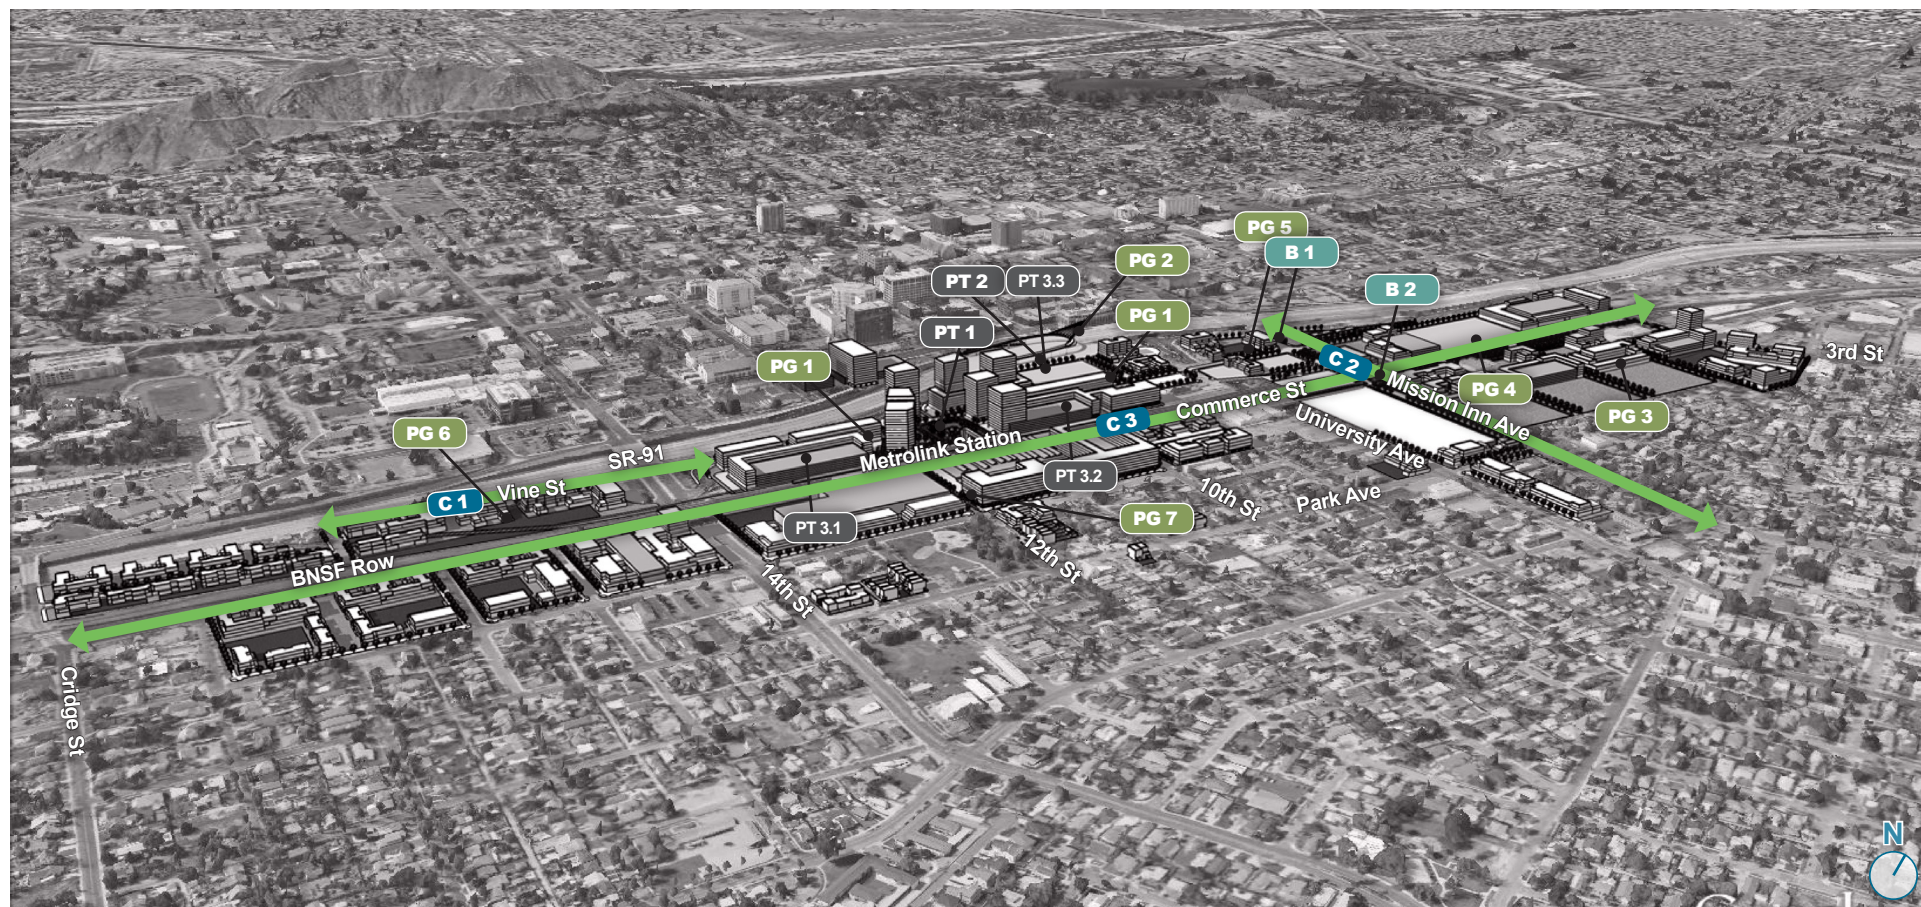 PG 5
B 1
PG 2
PT 2
PT 3.3
B 2
PG 1
PT 1
3rd St
PG 1
C 2
PG 4
Mission Inn Ave
Commerce St
PG 3
C 3
University Ave
PG 6
Metrolink Station
SR-91
PT 3.2
Vine St
C 1
10th St
Park Ave
PG 7
PT 3.1
12th St
BNSF Row
14th St
Cridge St
N